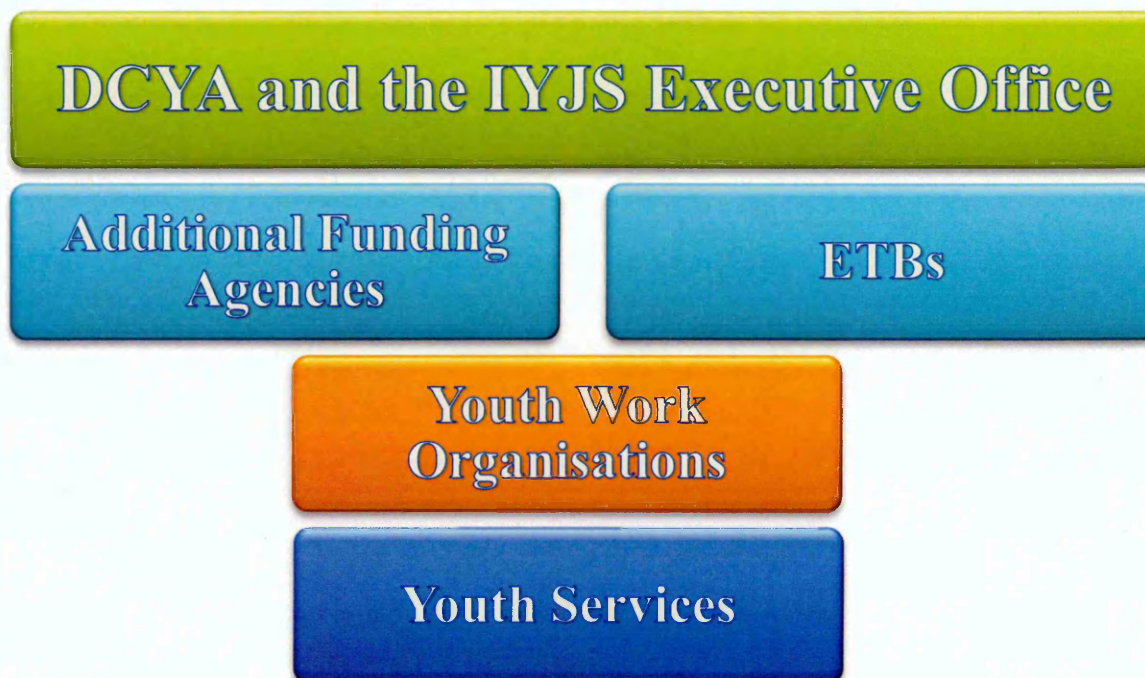 DCYA and the IYJS Executive Office
Additional Funding
Agencies
ETBs
Youth Work
Organisations
Youth Services